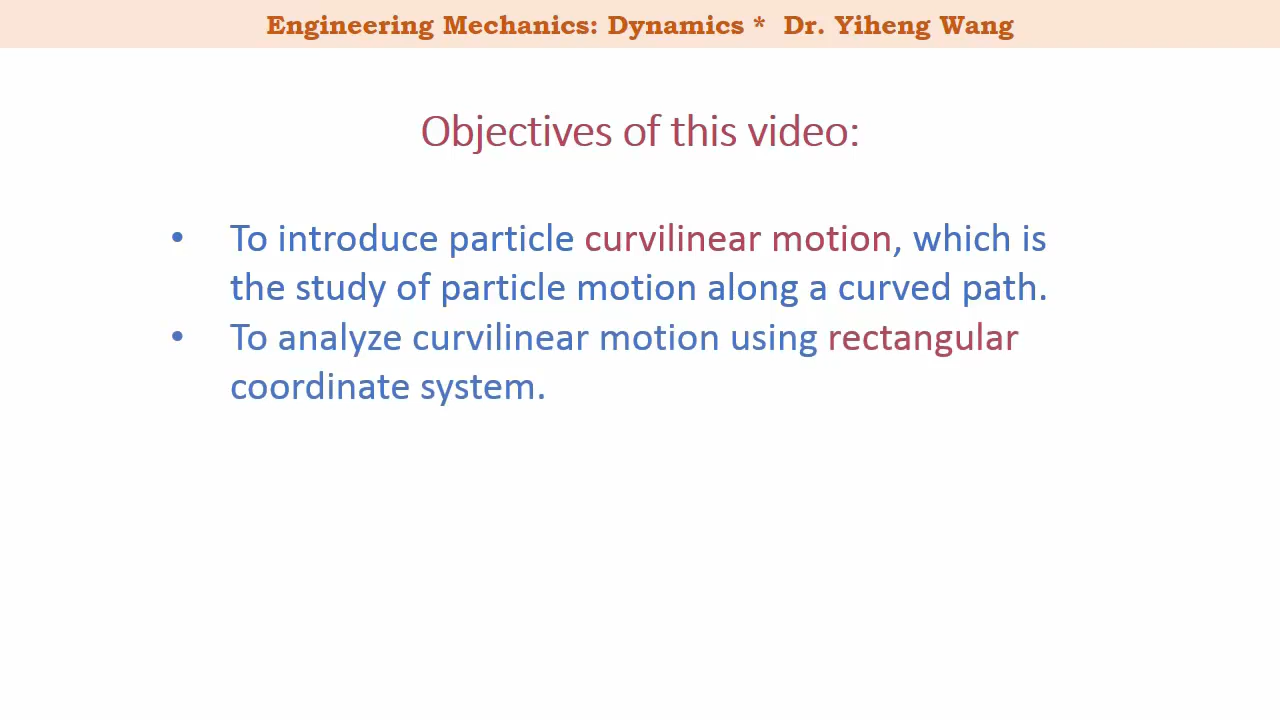 Engineering Mechanics: Dynamics * Dr. Yiheng Wang
Objectives of this video:
• To introduce particle curvilinear motion, which is
the study of particle motion along a curved path.
• To analyze curvilinear motion using rectangular
coordinate system.